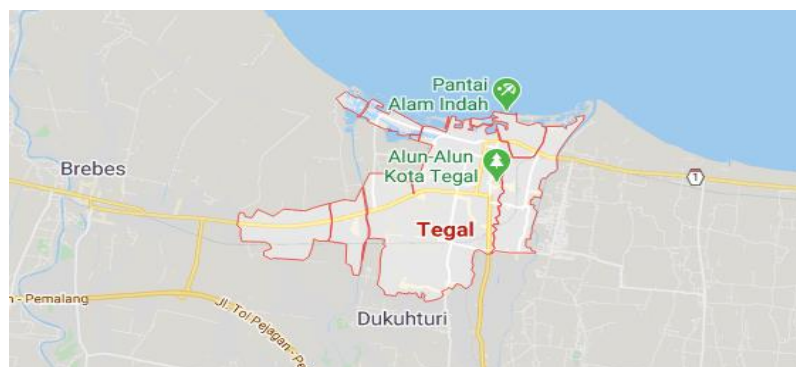 Pantai
Alam Indah
Alun-Alun
Kota Tegal
Brebes
1
Tegal
n - Pemalang
Jl. Tol Pejagan - Pe
Dukuhturi